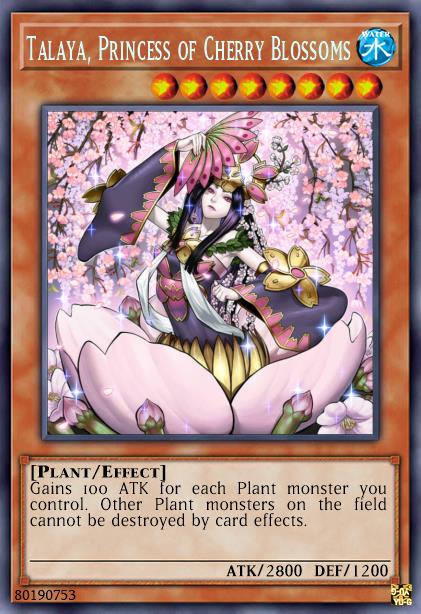 Talaya, Princess of Cherry Blossoms
WATER
水
[Plant/Effect]
Gains 100 ATK for each Plant monster you
control. Other Plant monsters on the field
cannot be destroyed by card effects.
ATK/2800 DEF/1200
80190753